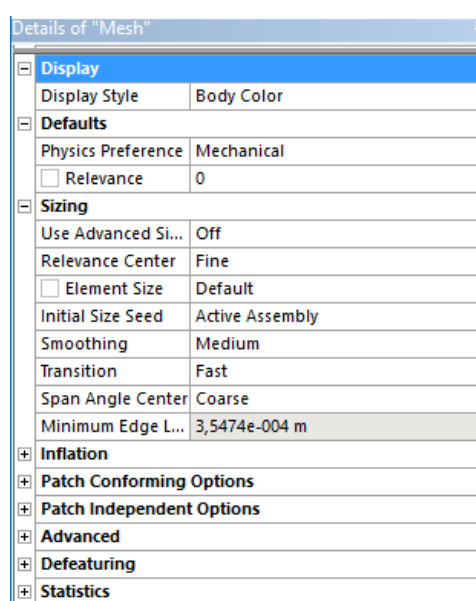 Details of "Mesh"
Display
Display Style Body Color
Defaults
Physics Preference Mechanical
Relevance 0
Sizing
Use Advanced Si... Off
Relevance Center Fine
Element Size Default
Initial Size Seed Active Assembly
Smoothing Medium
Transition Fast
Span Angle Center Coarse
Minimum Edge L... 3,5474e-004 m
Inflation
Patch Conforming Options
Patch Independent Options
Advanced
Defeaturing
Statistics